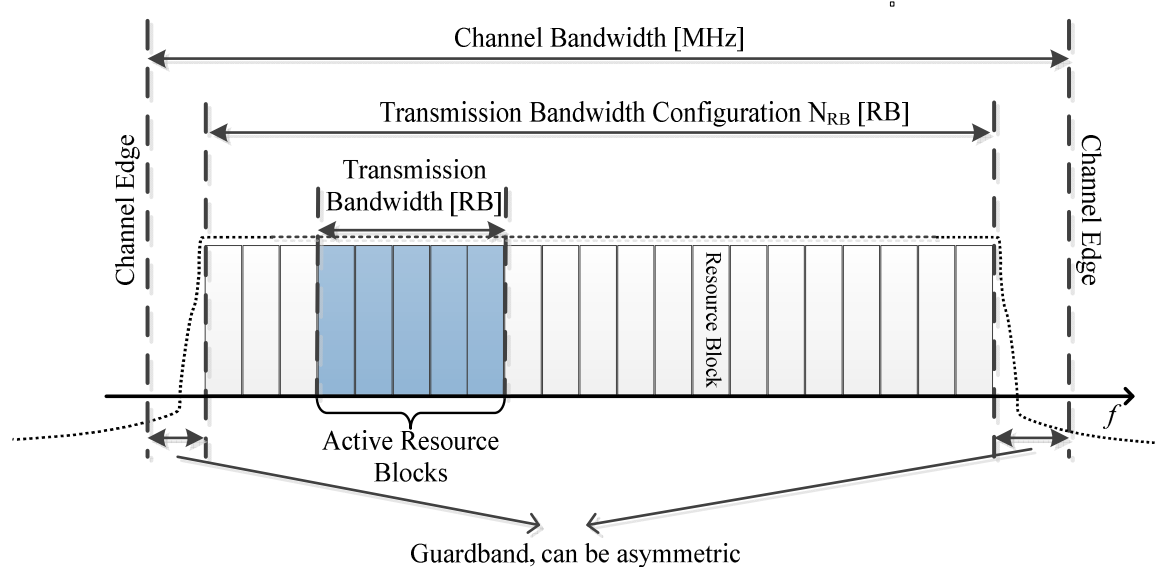 Channel Bandwidth [MHz]
Transmission Bandwidth Configuration NRB [RB]
Channel Edge
Transmission
Bandwidth [RB]
Channel Edge
Resource Block
f
Active Resource
Blocks
Guardband, can be asymmetric